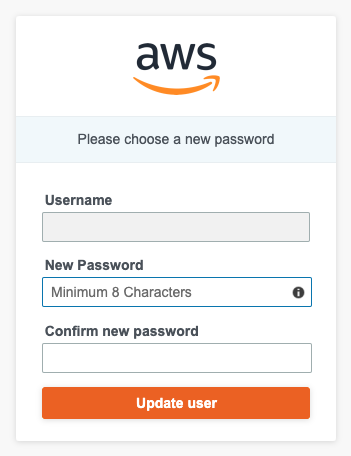 aws
Please choose a new password
Username
New Password
Minimum 8 Characters
Confirm new password
Update user